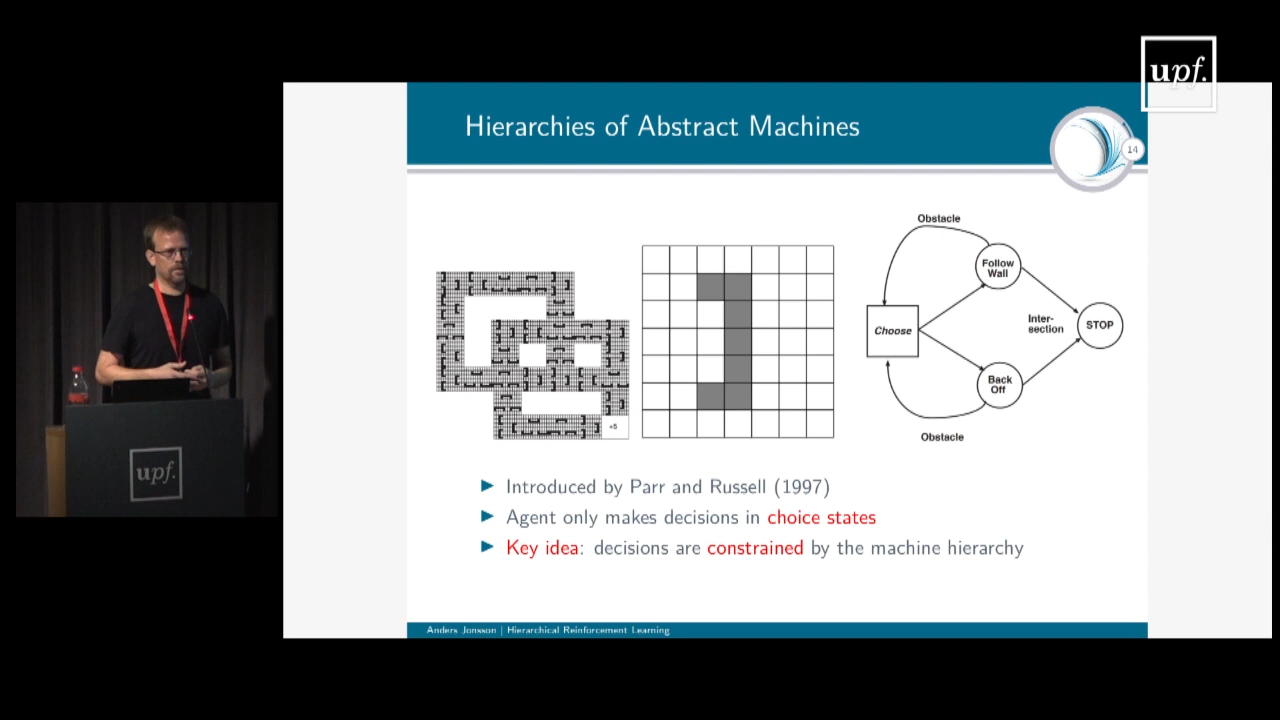 upf.
Hierarchies of Abstract Machines
14
Obstacle
Follow
Wall
Choose
Inter-
section
STOP
Back
Off
Obstacle
+5
▶ Introduced by Parr and Russell (1997)
▶ Agent only makes decisions in choice states
▶ Key idea: decisions are constrained by the machine hierarchy
upf.
Anders Jonsson | Hierarchical Reinforcement Learning